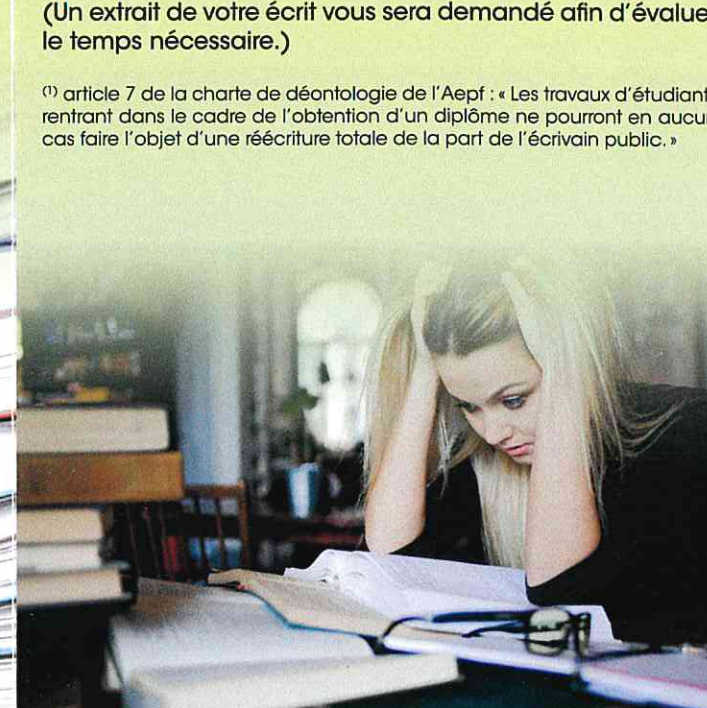 (Un extrait de votre écrit vous sera demandé afin d'évalue
le temps nécessaire.)
(1) article 7 de la charte de déontologie de l'Aepf : « Les travaux d'étudiant
rentrant dans le cadre de l'obtention d'un diplôme ne pourront en aucu
cas faire l'objet d'une réécriture totale de la part de l'écrivain public. »